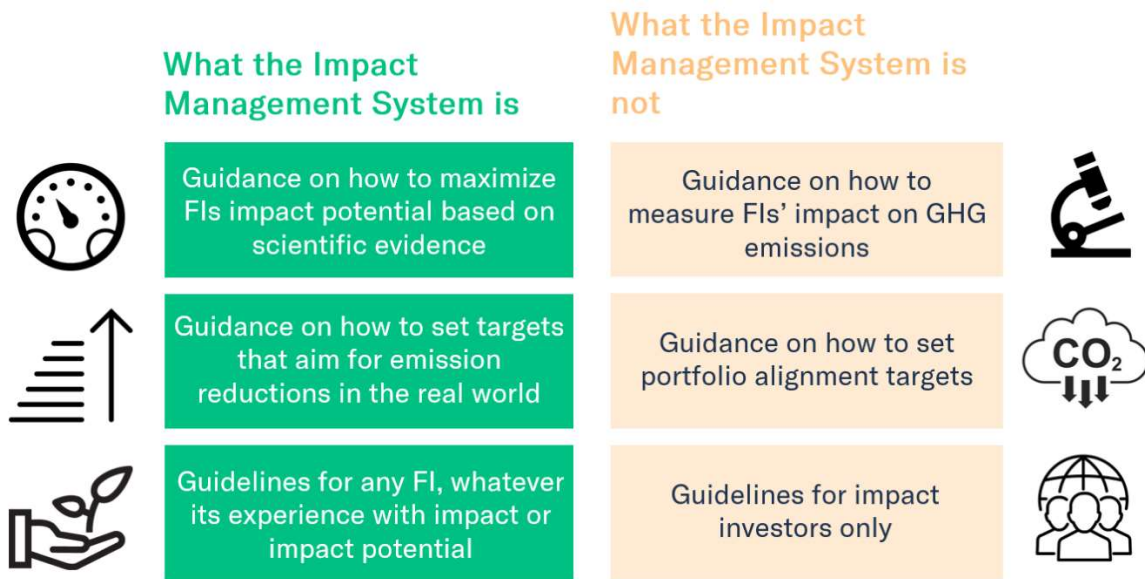 What the Impact
Management System is
What the Impact
Management System is
not
Guidance on how to maximize
FIs impact potential based on
scientific evidence
Guidance on how to
measure FIs’ impact on GHG
emissions
Guidance on how to set targets
that aim for emission
reductions in the real world
Guidance on how to set
portfolio alignment targets
CO₂
Guidelines for any FI, whatever
its experience with impact or
impact potential
Guidelines for impact
investors only